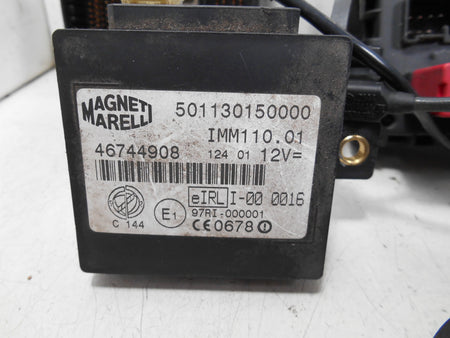 MAGNETI
MARELLI
501130150000
IMM110.01
46744908 124 01 12V=
eIRL I-00 0016
E1
97RI-000001
C 144
CE0678